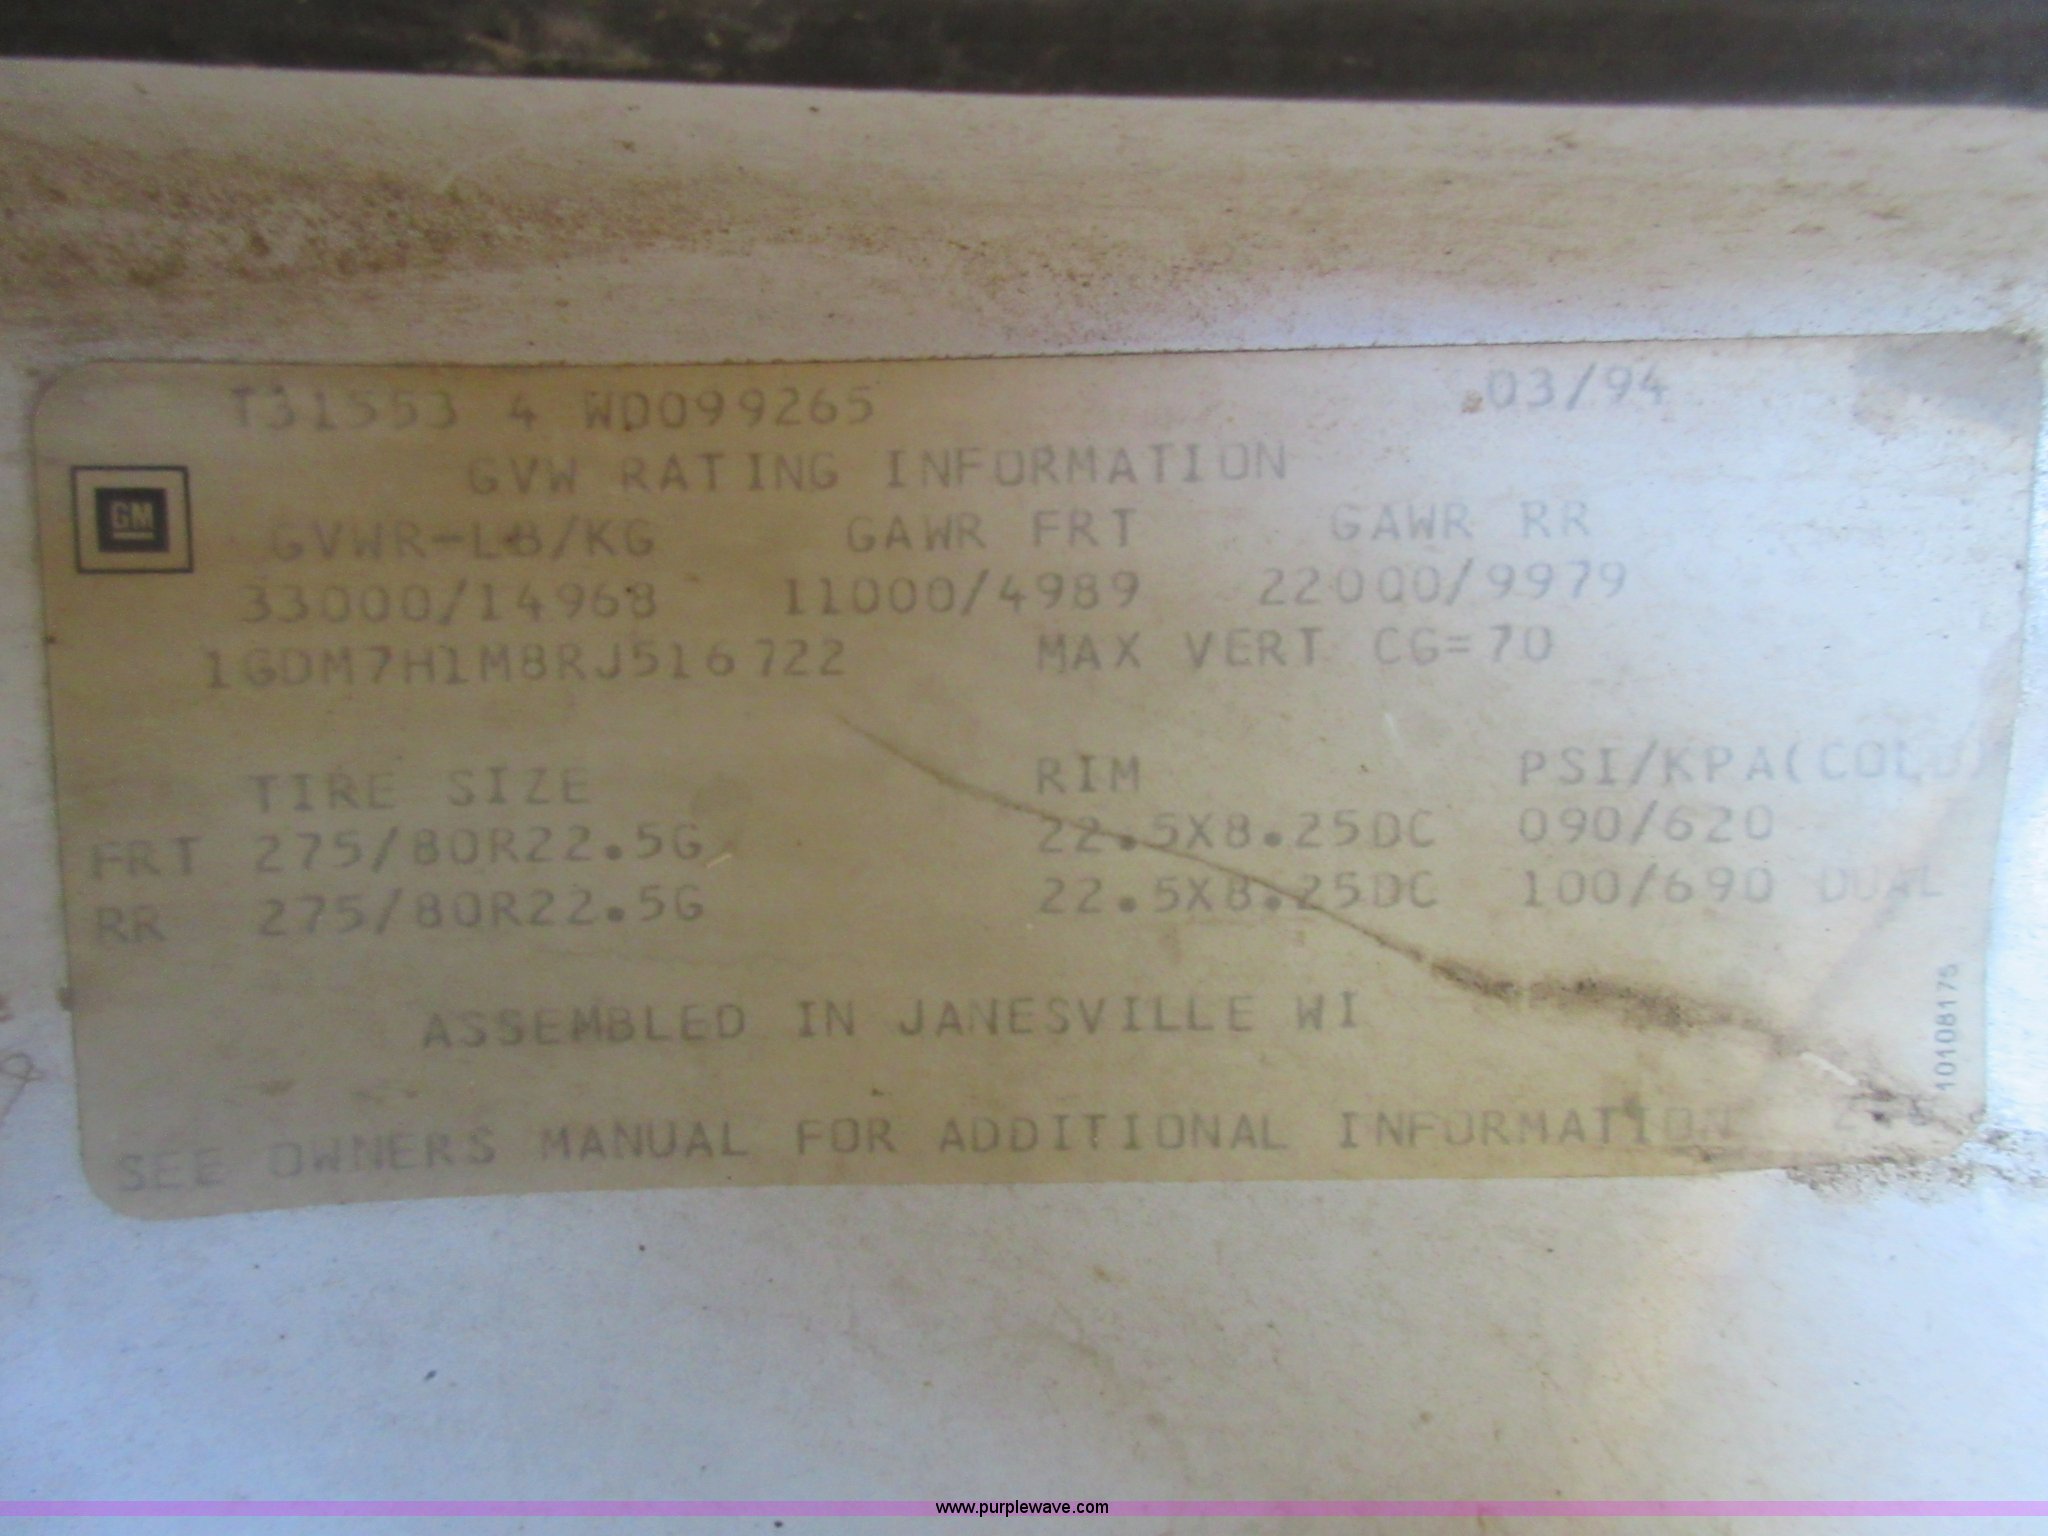 T31553 4 WD099265 03/94
GVW RATING INFORMATION
GM
GVWR-LB/KG GAWR FRT GAWR RR
33000/14968 11000/4989 22000/9979
1GDM7H1M8RJ516722 MAX VERT CG=70
TIRE SIZE RIM PSI/KPA(COLD)
FRT 275/80R22.5G 22.5X8.25DC 090/620
RR 275/80R22.5G 22.5X8.25DC 100/690 DUAL
ASSEMBLED IN JANESVILLE WI
SEE OWNERS MANUAL FOR ADDITIONAL INFORMATION
10108175
www.purplewave.com